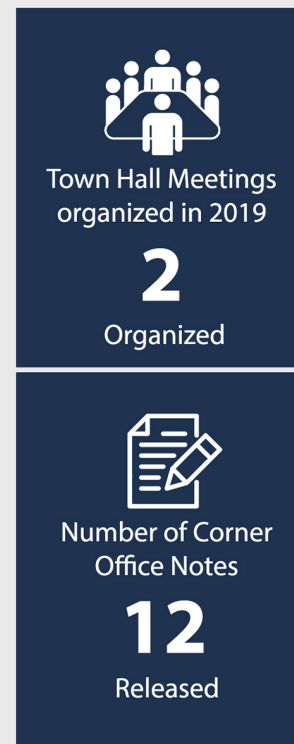 Town Hall Meetings
organized in 2019
2
Organized
Number of Corner
Office Notes
12
Released